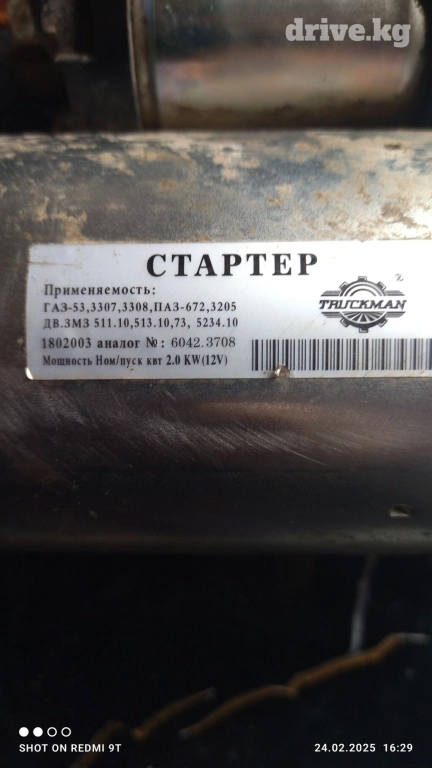 drive.kg
СТАРТЕР
Применяемость:
ГАЗ-53,3307,3308,ПАЗ-672,3205
ДВ.ЗМЗ 511.10,513.10,73, 5234.10
1802003 аналог №: 6042.3708
Мощность Ном/пуск квт 2.0 KW(12V)
TRUCKMAN
SHOT ON REDMI 9T
24.02.2025 16:29